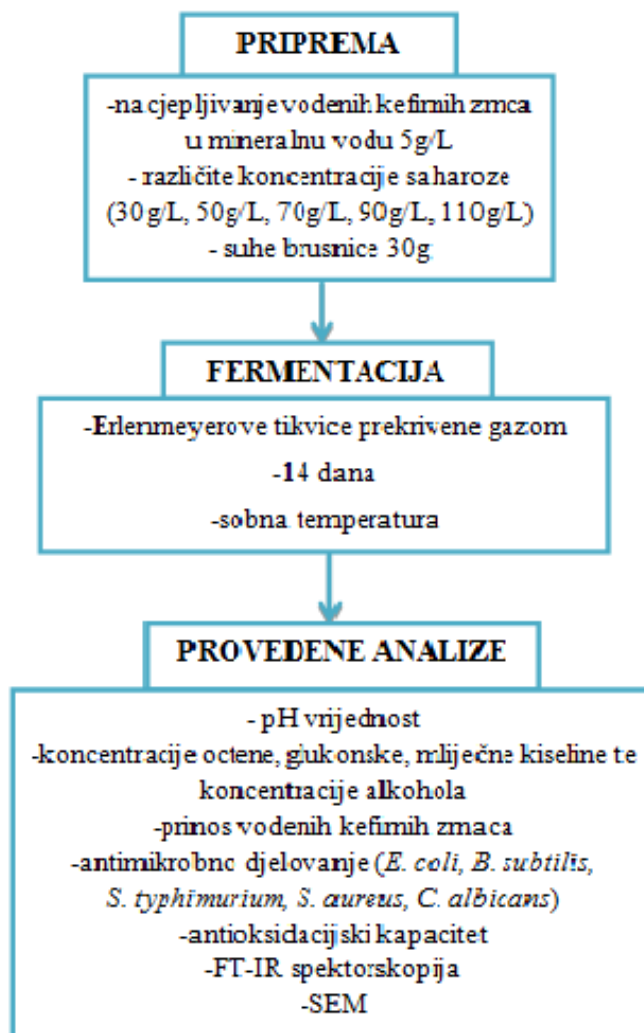 PRIPREMA
-nacjepljivanje vodenih kefirnih zrnca
u mineralnu vodu 5g/L
- različite koncentracije saharoze
(30g/L, 50g/L, 70g/L, 90g/L, 110g/L)
- suhe brusnice 30g
FERMENTACIJA
-Erlenmeyerove tikvice prekrivene gazom
-14 dana
-sobna temperatura
PROVEDENE ANALIZE
- pH vrijednost
-koncentracije octene, glukonske, mliječne kiseline te
koncentracije alkohola
-prinos vodenih kefirnih zrnaca
-antimikrobno djelovanje (E. coli, B. subtilis,
S. typhimurium, S. aureus, C. albicans)
-antioksidacijski kapacitet
-FT-IR spektorskopija
-SEM